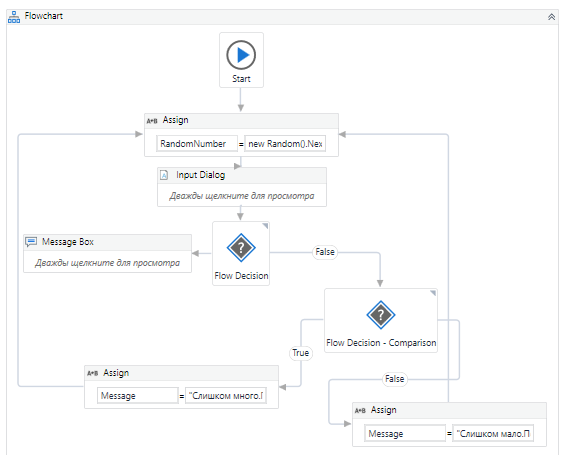 Flowchart
Start
A+B Assign
RandomNumber = new Random().Nex
Input Dialog
Дважды щелкните для просмотра
Message Box
Дважды щелкните для просмотра
Flow Decision
False
Flow Decision - Comparison
True
A+B Assign
Message = "Слишком много.Г
False
A+B Assign
Message = "Слишком мало.П